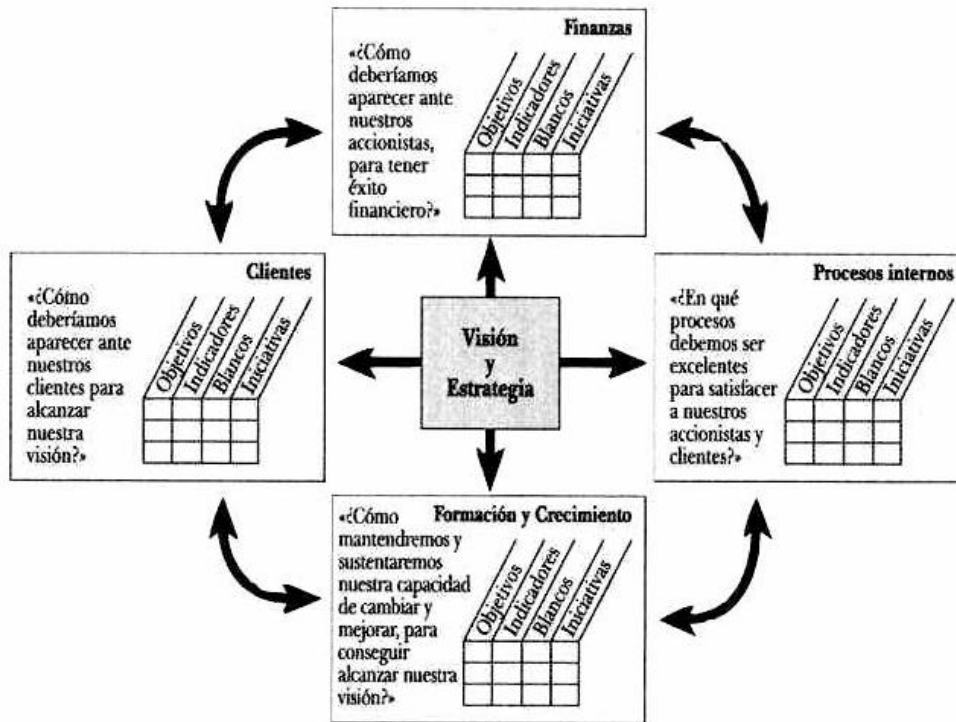 Finanzas
«¿Cómo
deberíamos
aparecer ante
nuestros
accionistas,
para tener
éxito
financiero?»
Objetivos
Indicadores
Blancos
Iniciativas
Clientes
«¿Cómo
deberíamos
aparecer ante
nuestros
clientes para
alcanzar
nuestra
visión?»
Objetivos
Indicadores
Blancos
Iniciativas
Visión
y
Estrategia
Procesos internos
«¿En qué
procesos
debemos ser
excelentes
para satisfacer
a nuestros
accionistas y
clientes?»
Objetivos
Indicadores
Blancos
Iniciativas
Formación y Crecimiento
«¿Cómo
mantendremos y
sustentaremos
nuestra capacidad
de cambiar y
mejorar, para
conseguir
alcanzar nuestra
visión?»
Objetivos
Indicadores
Blancos
Iniciativas